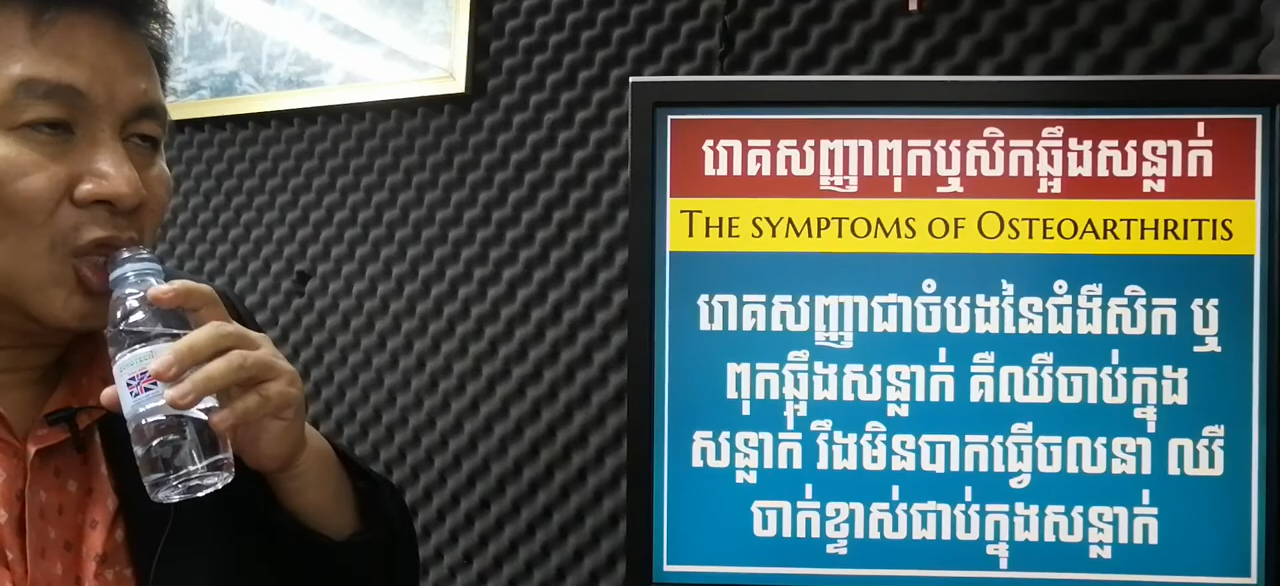 រោគសញ្ញាពុកឬសិកឆ្អឹងសន្លាក់
THE SYMPTOMS OF OSTEOARTHRITIS
រោគសញ្ញាជាចំបងនៃជំងឺសិក ឬ
ពុកឆ្អឹងសន្លាក់ គឺឈឺចាប់ក្នុង
សន្លាក់ រឹងមិនបាកធ្វើចលនា ឈឺ
ចាក់ខ្ទាស់ជាប់ក្នុងសន្លាក់